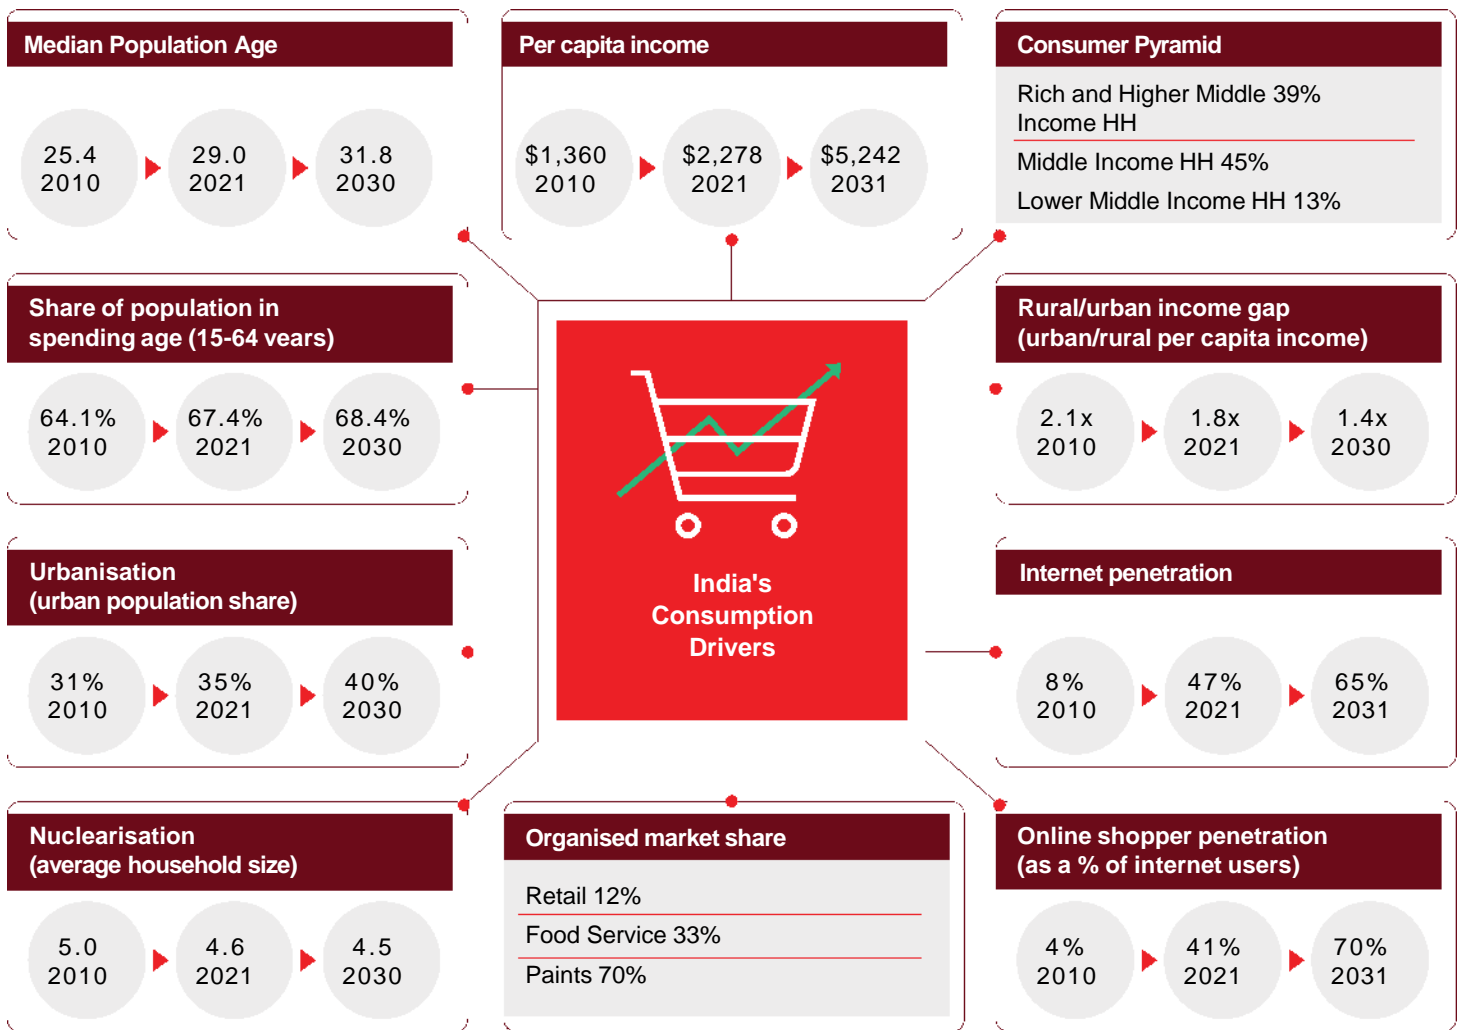 Median Population Age
25.4
2010
29.0
2021
31.8
2030
Per capita income
$1,360
2010
$2,278
2021
$5,242
2031
Consumer Pyramid
Rich and Higher Middle 39%
Income HH
Middle Income HH 45%
Lower Middle Income HH 13%
Share of population in
spending age (15-64 years)
64.1%
2010
67.4%
2021
68.4%
2030
Rural/urban income gap
(urban/rural per capita income)
2.1x
2010
1.8x
2021
1.4x
2030
India's
Consumption
Drivers
Urbanisation
(urban population share)
31%
2010
35%
2021
40%
2030
Internet penetration
8%
2010
47%
2021
65%
2031
Nuclearisation
(average household size)
5.0
2010
4.6
2021
4.5
2030
Organised market share
Retail 12%
Food Service 33%
Paints 70%
Online shopper penetration
(as a % of internet users)
4%
2010
41%
2021
70%
2031